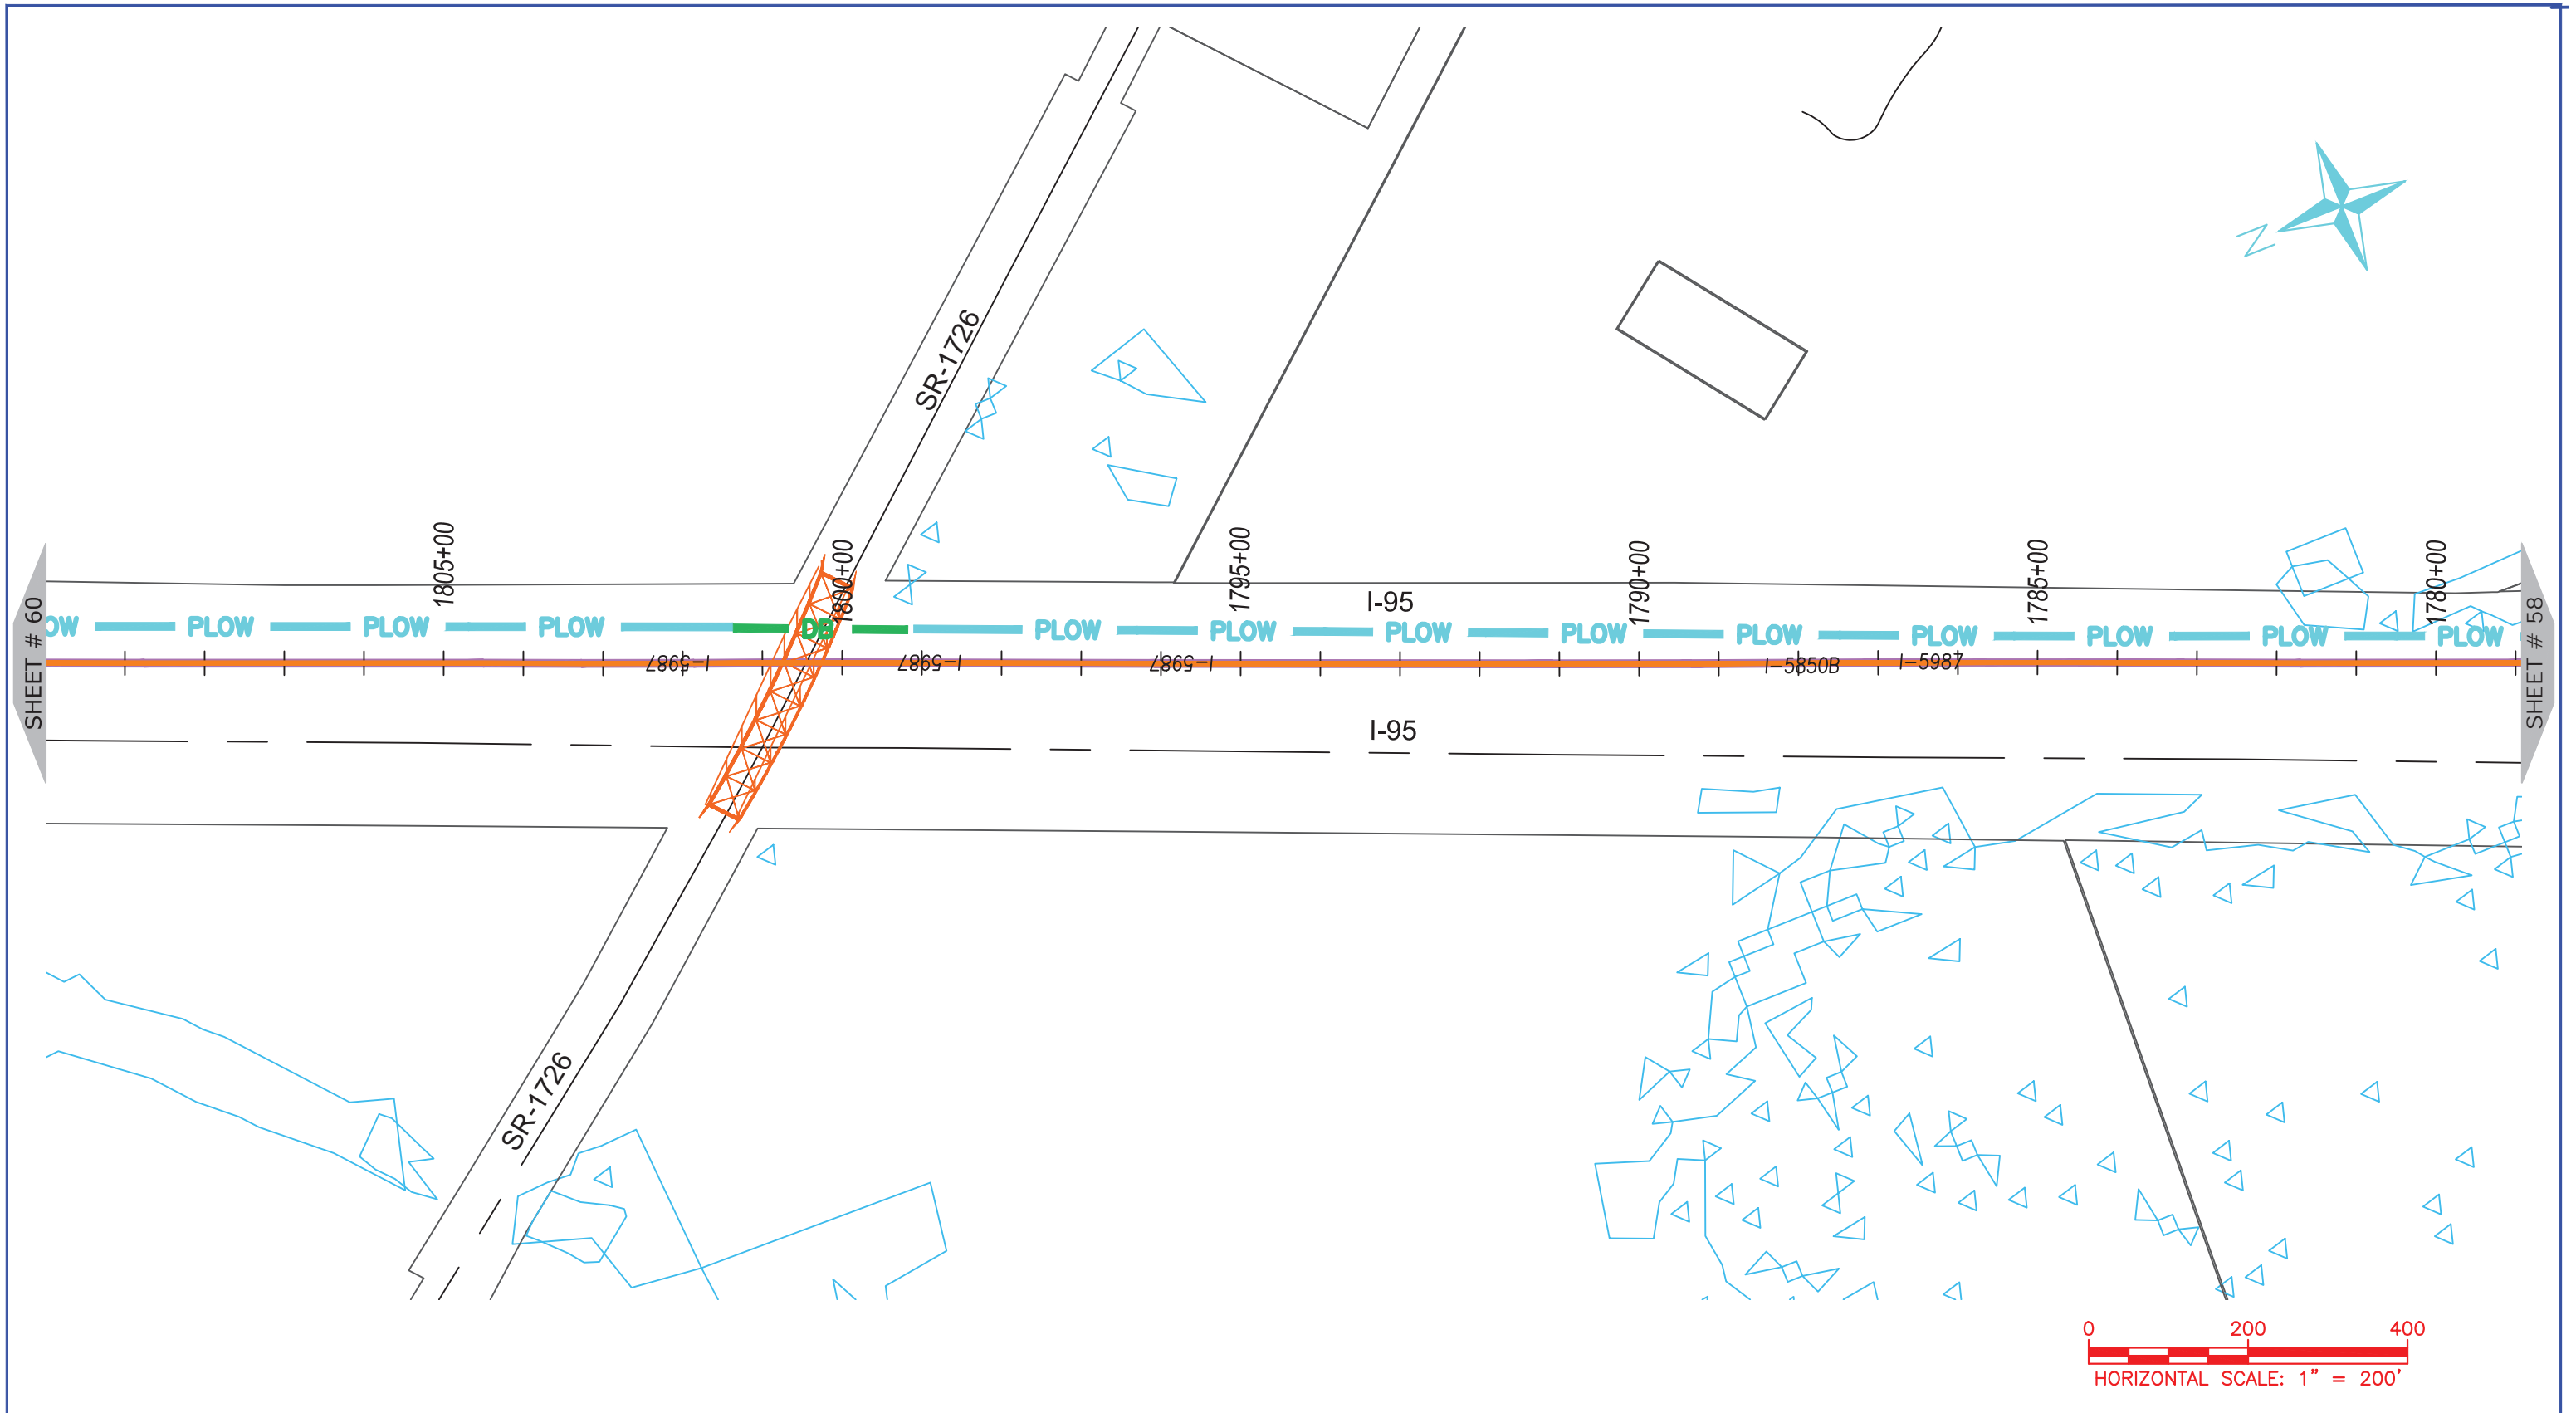 SR-1726
N
1805+00
1800+00
1795+00
1790+00
1785+00
1780+00
I-95
SHEET # 60
OW PLOW PLOW PLOW DB PLOW PLOW PLOW PLOW PLOW PLOW PLOW PLOW PLOW
SHEET # 58
I-5987 I-5987 I-5987 I-5850B I-5987
I-95
SR-1726
0 200 400
HORIZONTAL SCALE: 1" = 200'